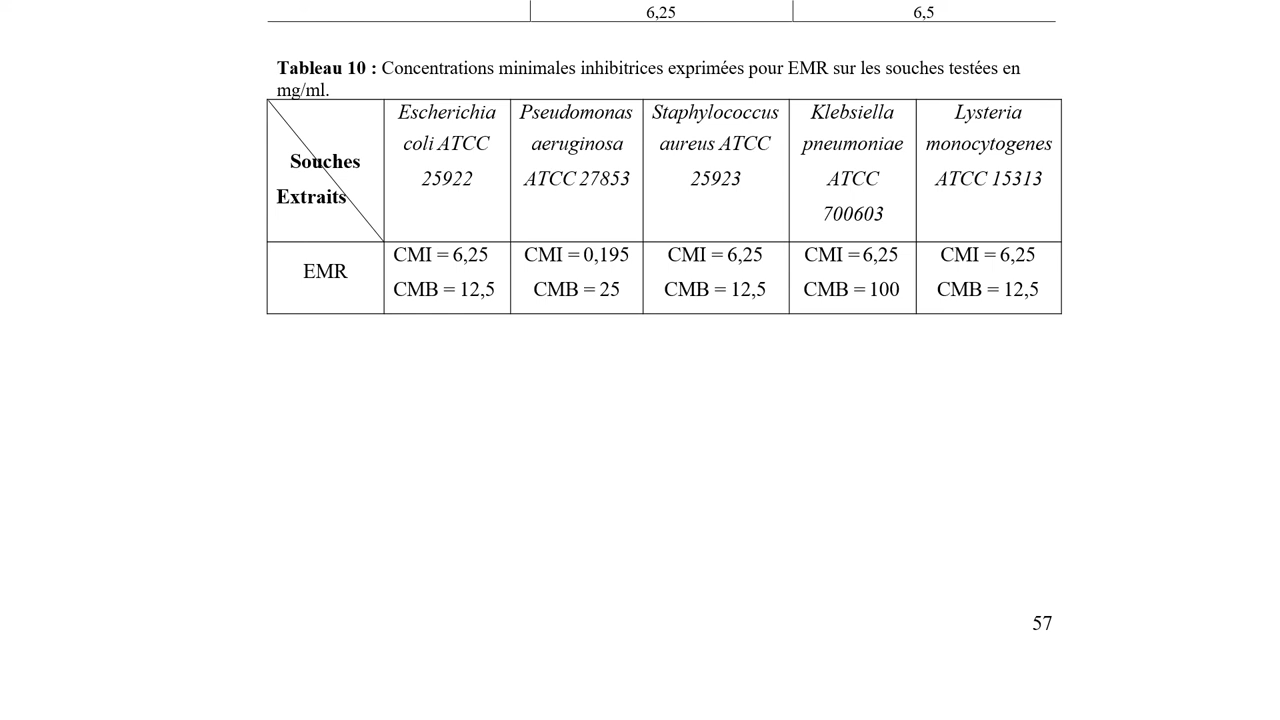 6,25 6,5
Tableau 10 : Concentrations minimales inhibitrices exprimées pour EMR sur les souches testées en
mg/ml.
Souches
Extraits
Escherichia
coli ATCC
25922
Pseudomonas
aeruginosa
ATCC 27853
Staphylococcus
aureus ATCC
25923
Klebsiella
pneumoniae
ATCC
700603
Lysteria
monocytogenes
ATCC 15313
EMR
CMI = 6,25
CMB = 12,5
CMI = 0,195
CMB = 25
CMI = 6,25
CMB = 12,5
CMI = 6,25
CMB = 100
CMI = 6,25
CMB = 12,5
57